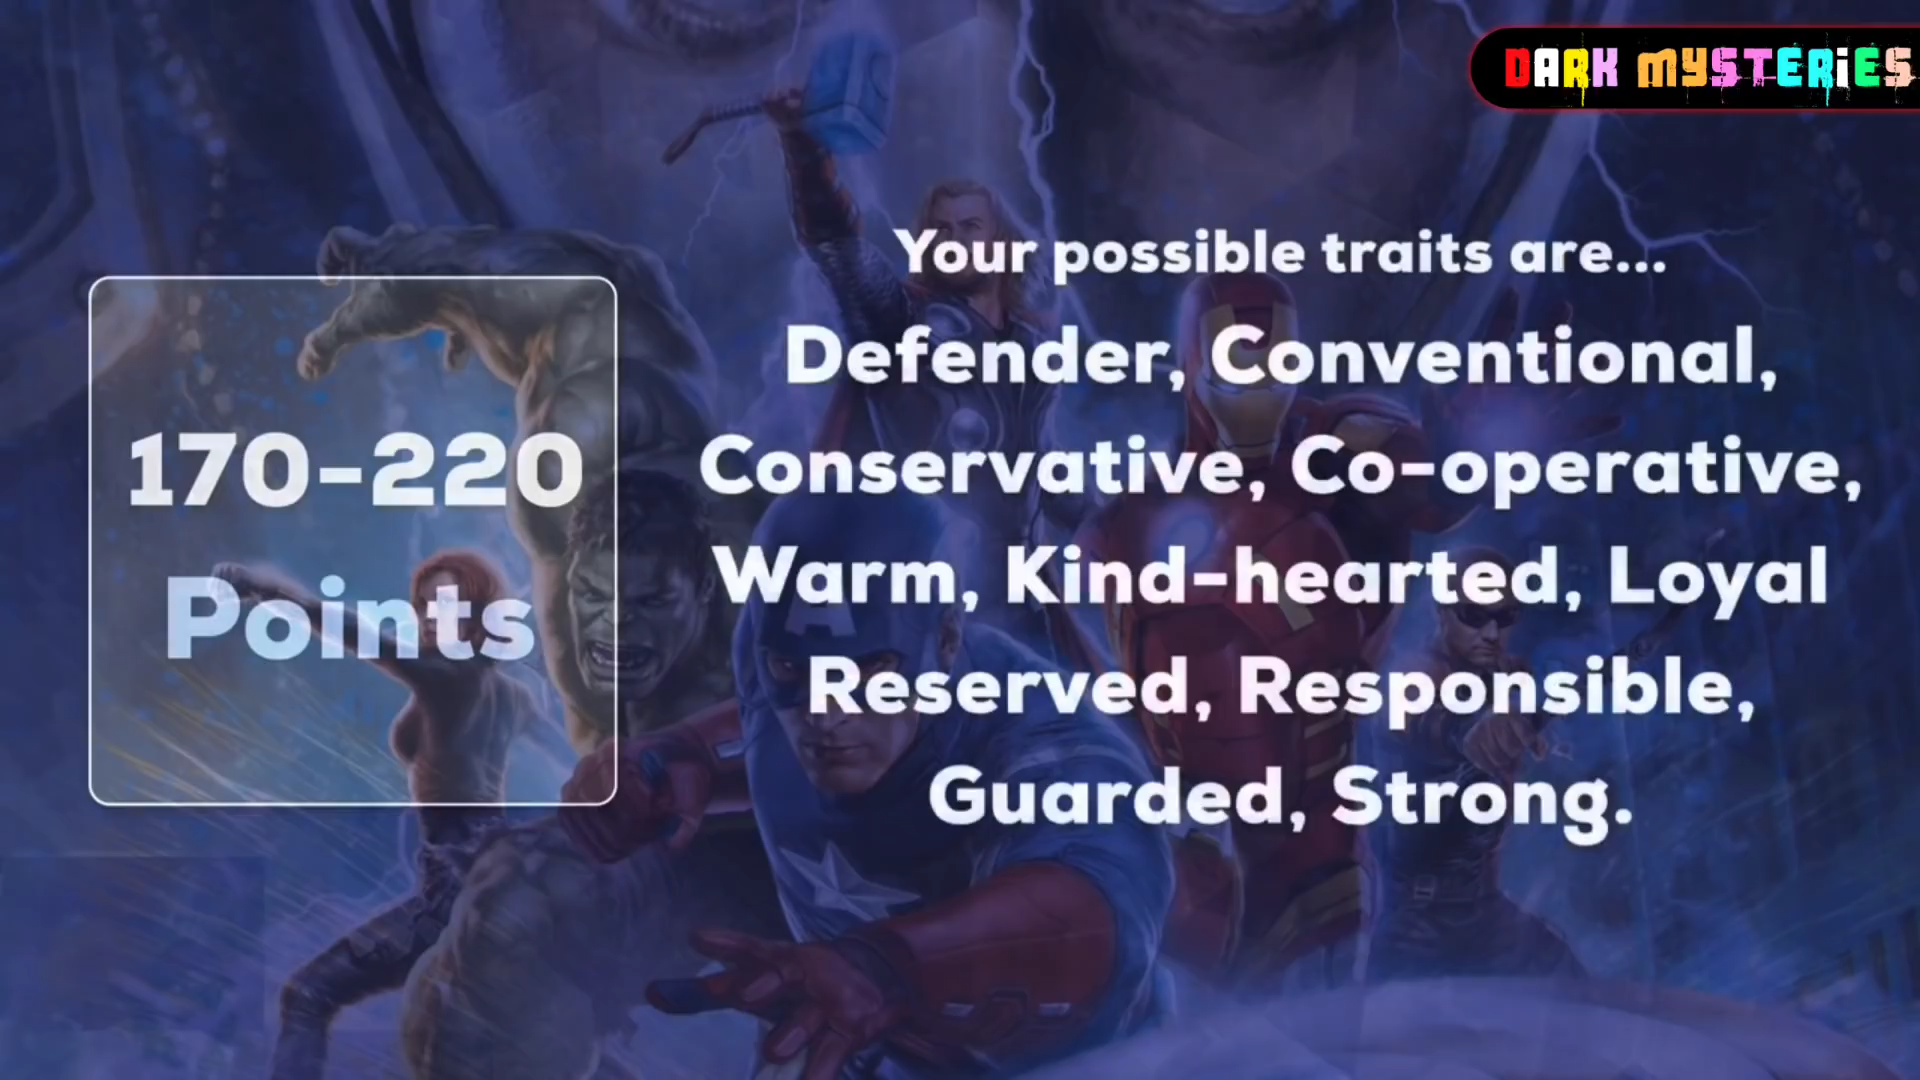 DARK MYSTERiES
Your possible traits are...
Defender, Conventional,
Conservative, Co-operative,
Warm, Kind-hearted, Loyal
Reserved, Responsible,
Guarded, Strong.
170-220
Points